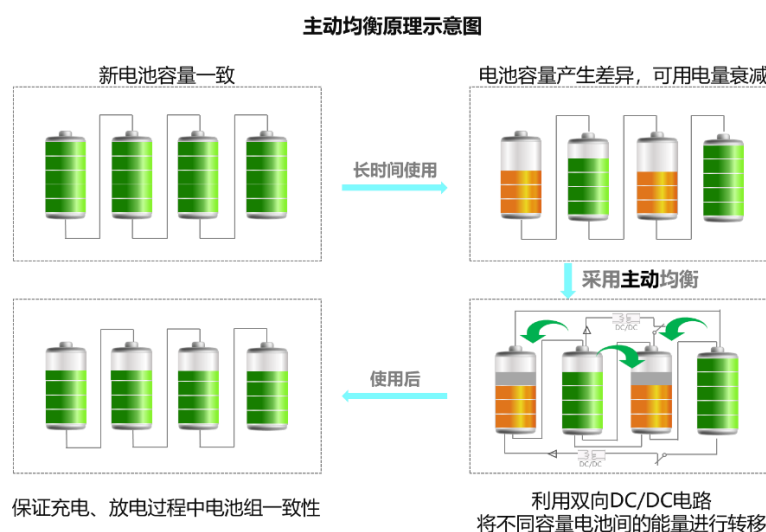 主动均衡原理示意图
新电池容量一致
电池容量产生差异，可用电量衰减
长时间使用
采用主动均衡
DC/DC
使用后
DC/DC
保证充电、放电过程中电池组一致性
利用双向DC/DC电路
将不同容量电池间的能量进行转移